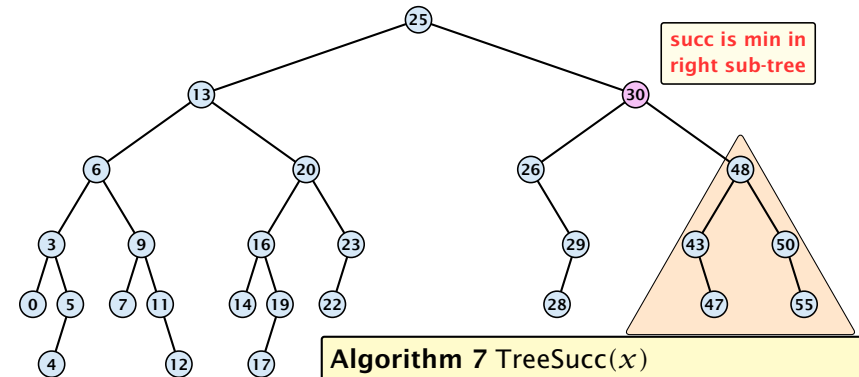 25
succ is min in
right sub-tree
13 30
6 20 26 48
3 9 16 23 29 43 50
0 5 7 11 14 19 22 28 47 55
4 12 17
Algorithm 7 TreeSucc(x)